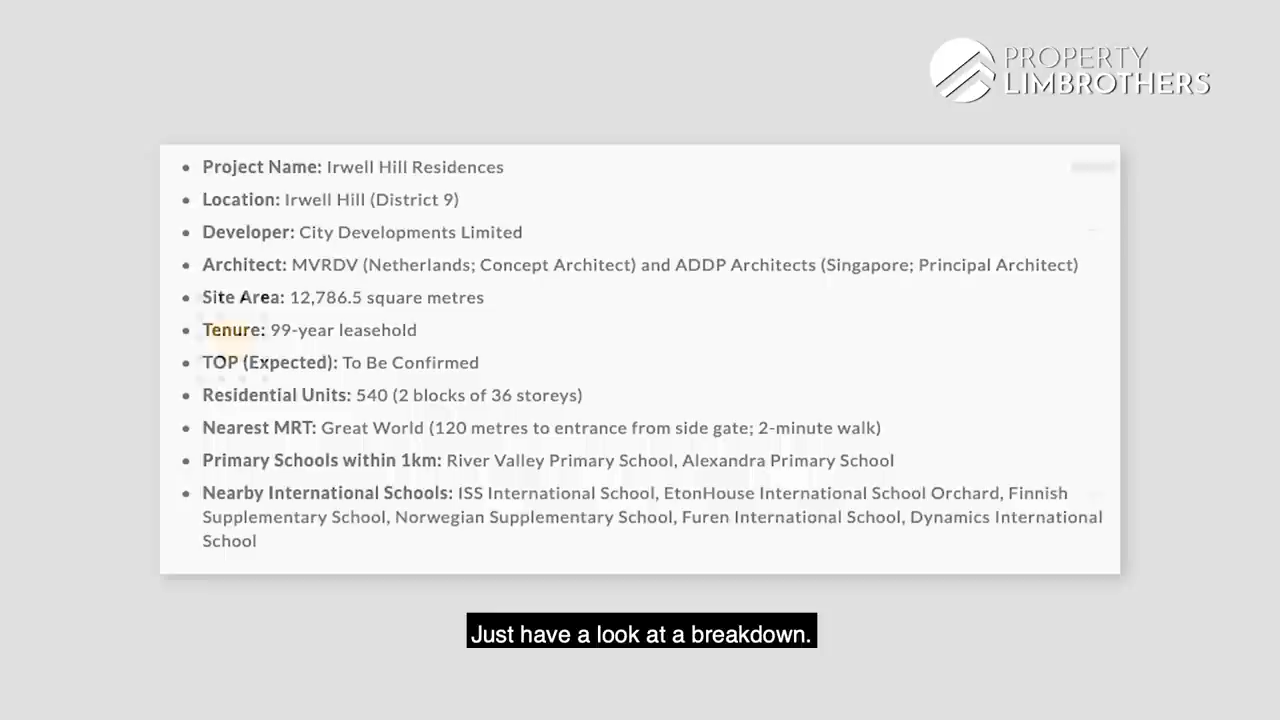 PROPERTY
LIMBROTHERS
• Project Name: Irwell Hill Residences
• Location: Irwell Hill (District 9)
• Developer: City Developments Limited
• Architect: MVRDV (Netherlands; Concept Architect) and ADDP Architects (Singapore; Principal Architect)
• Site Area: 12,786.5 square metres
• Tenure: 99-year leasehold
• TOP (Expected): To Be Confirmed
• Residential Units: 540 (2 blocks of 36 storeys)
• Nearest MRT: Great World (120 metres to entrance from side gate; 2-minute walk)
• Primary Schools within 1km: River Valley Primary School, Alexandra Primary School
• Nearby International Schools: ISS International School, EtonHouse International School Orchard, Finnish
Supplementary School, Norwegian Supplementary School, Furen International School, Dynamics International
School
Just have a look at a breakdown.